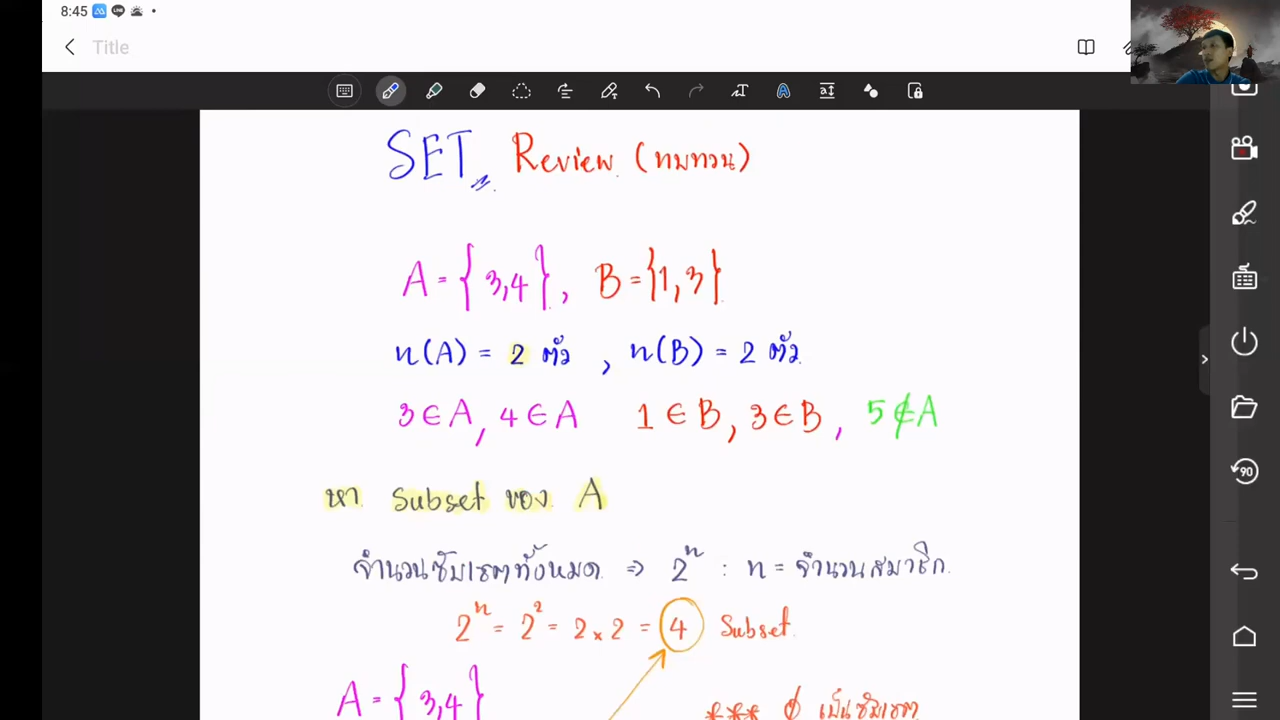 8:45
Title
SET Review (ทบทวน)
A = {3,4}, B = {1,3}
n(A) = 2 ตัว, n(B) = 2 ตัว
3 ∈ A, 4 ∈ A 1 ∈ B, 3 ∈ B, 5 ∉ A
หา Subset ของ A
จำนวนซับเซตทั้งหมด ⇒ 2ⁿ : n = จำนวนสมาชิก
2ⁿ = 2² = 2 × 2 = 4 Subset
A = {3,4}
*** ∅ เป็นซับเซต
90